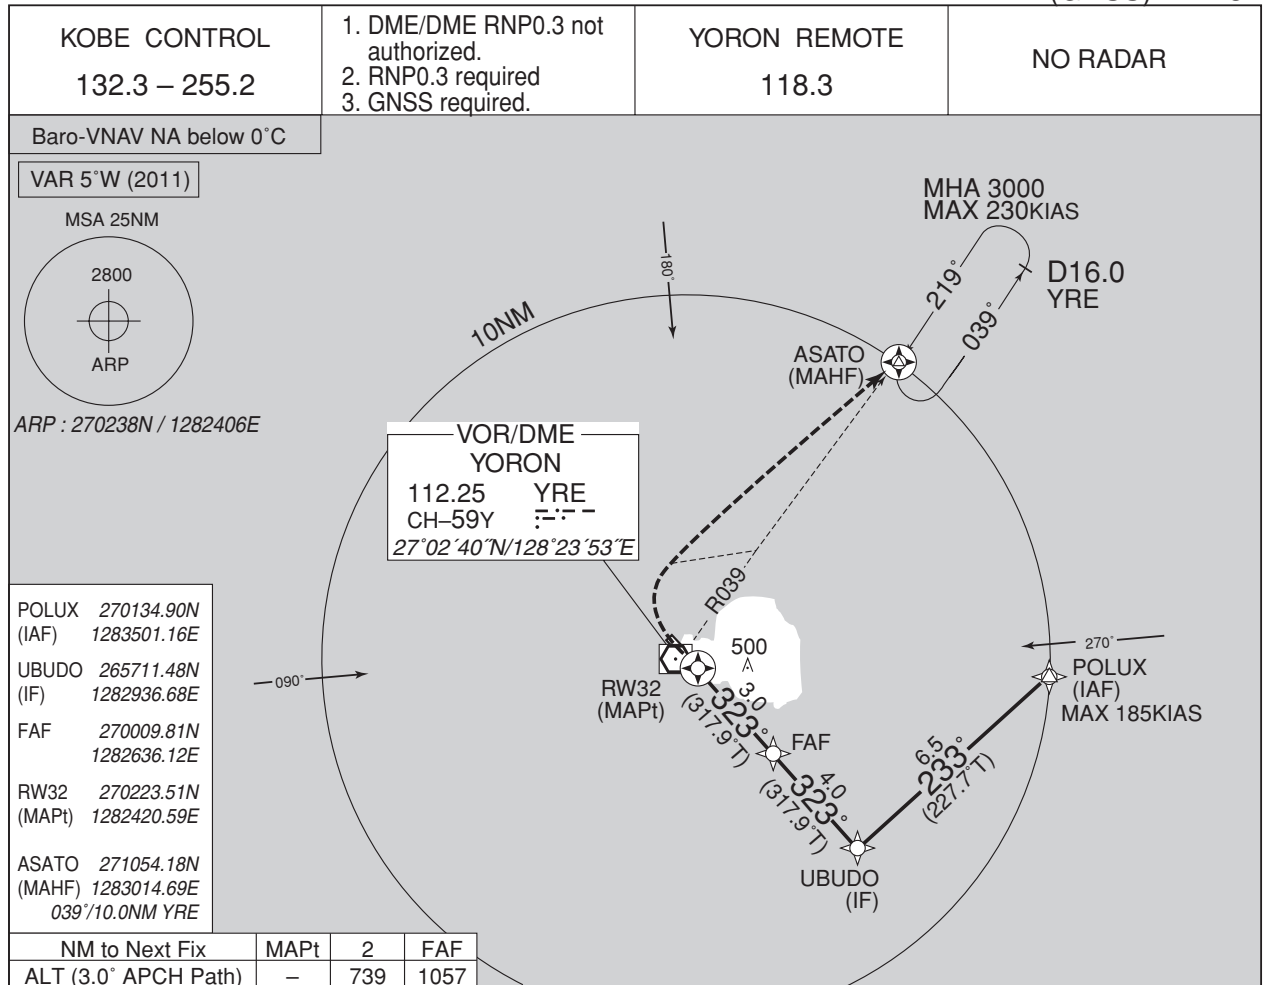 KOBE CONTROL
132.3 – 255.2
1. DME/DME RNP0.3 not
authorized.
2. RNP0.3 required
3. GNSS required.
YORON REMOTE
118.3
NO RADAR
Baro-VNAV NA below 0˚C
VAR 5˚W (2011)
MSA 25NM
2800
ARP
ARP : 270238N / 1282406E
MHA 3000
MAX 230KIAS
219˚
039˚
D16.0
YRE
180˚
10NM
ASATO
(MAHF)
VOR/DME
YORON
112.25 YRE
CH–59Y
27˚02´40˝N/128˚23´53˝E
R039
500
090˚
270˚
RW32
(MAPt)
3.0
323˚
(317.9˚T)
FAF
4.0
323˚
(317.9˚T)
UBUDO
(IF)
6.5
233˚
(227.7˚T)
POLUX
(IAF)
MAX 185KIAS
POLUX 270134.90N
(IAF) 1283501.16E
UBUDO 265711.48N
(IF) 1282936.68E
FAF 270009.81N
1282636.12E
RW32 270223.51N
(MAPt) 1282420.59E
ASATO 271054.18N
(MAHF) 1283014.69E
039˚/10.0NM YRE
NM to Next Fix MAPt 2 FAF
ALT (3.0˚ APCH Path) – 739 1057